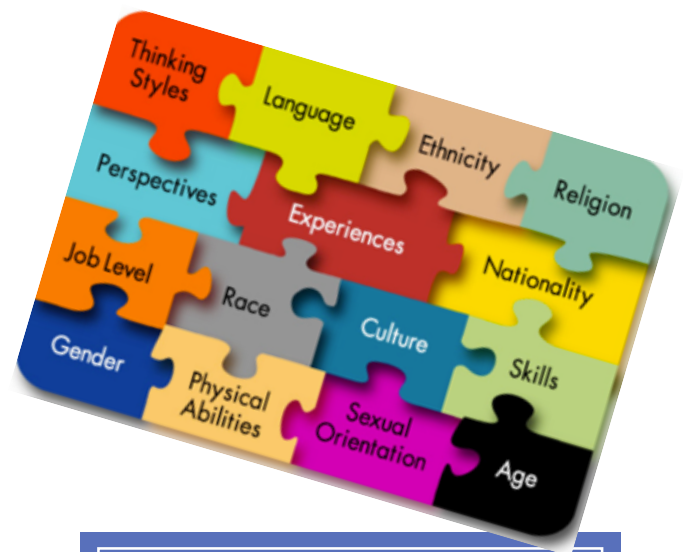 Thinking
Styles
Language
Ethnicity
Religion
Perspectives
Experiences
Nationality
Job Level
Race
Culture
Skills
Gender
Physical
Abilities
Sexual
Orientation
Age